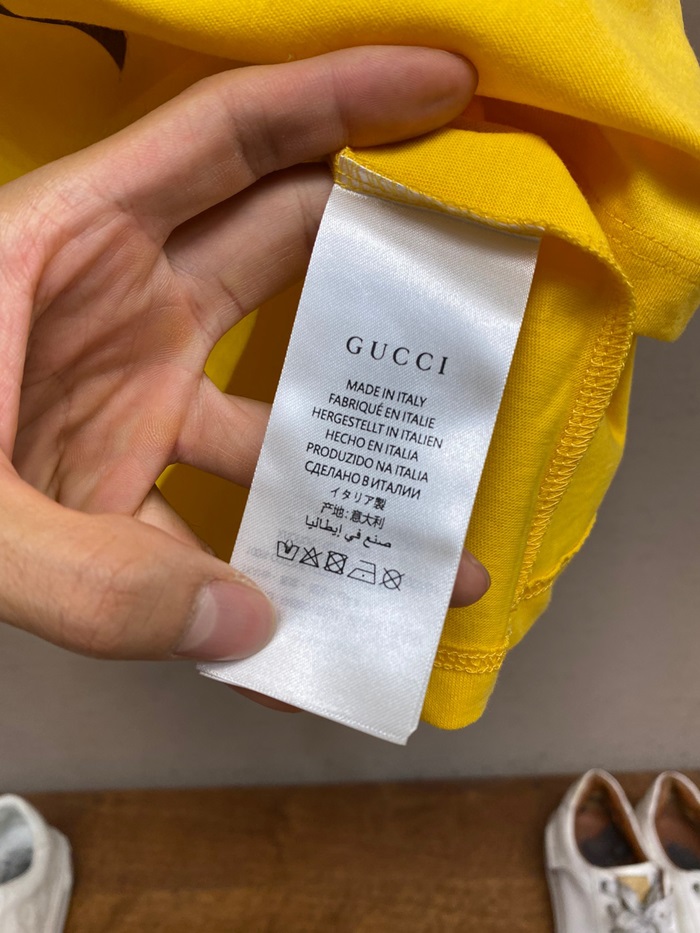 GUCCI
MADE IN ITALY
FABRIQUÉ EN ITALIE
HERGESTELLT IN ITALIEN
HECHO EN ITALIA
PRODUZIDO NA ITALIA
СДЕЛАНО В ИТАЛИИ
イタリア製
产地:意大利
صنع في إيطاليا